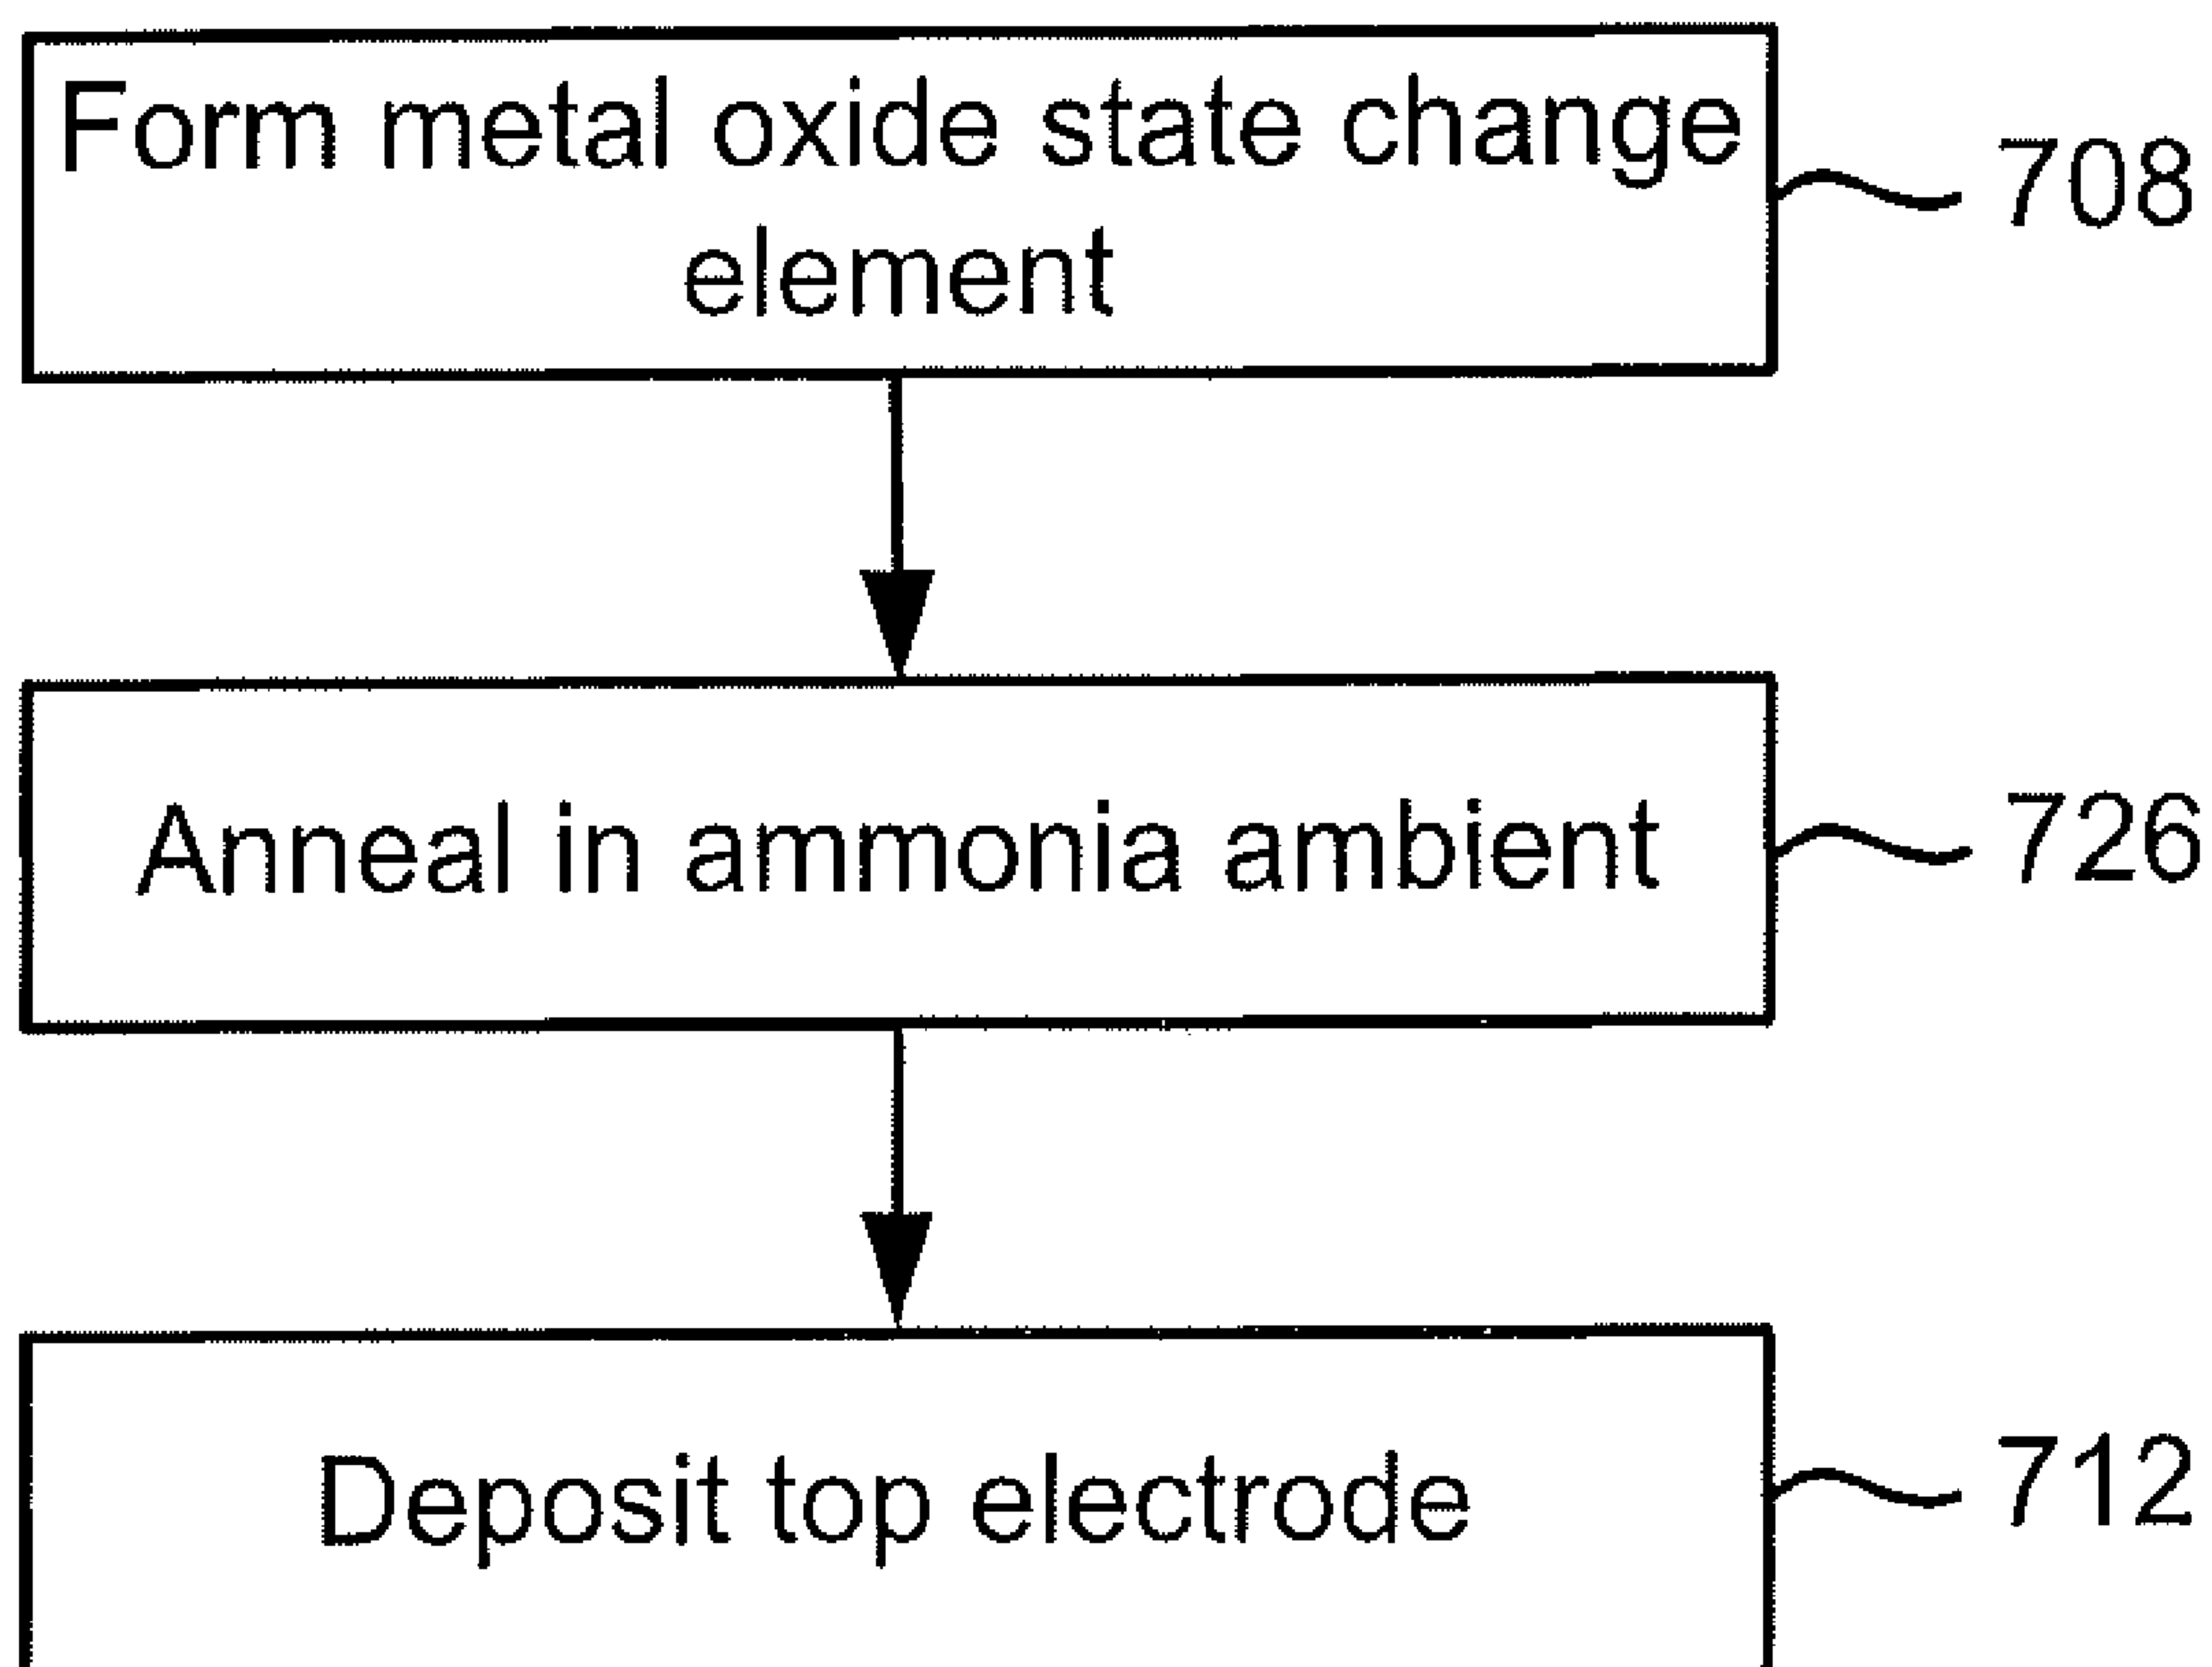 Form metal oxide state change
element
708
Anneal in ammonia ambient
726
Deposit top electrode
712